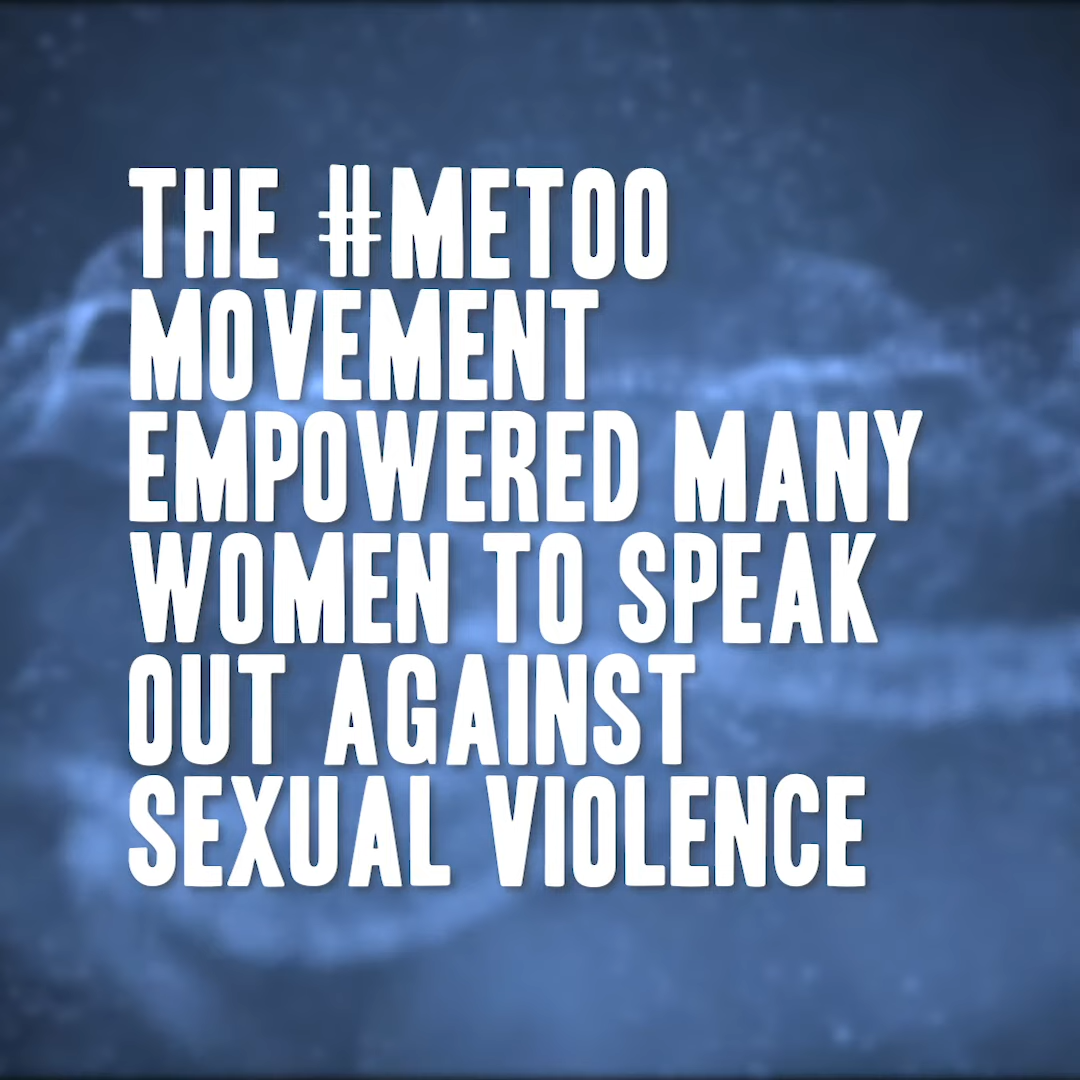 THE #METOO
MOVEMENT
EMPOWERED MANY
WOMEN TO SPEAK
OUT AGAINST
SEXUAL VIOLENCE